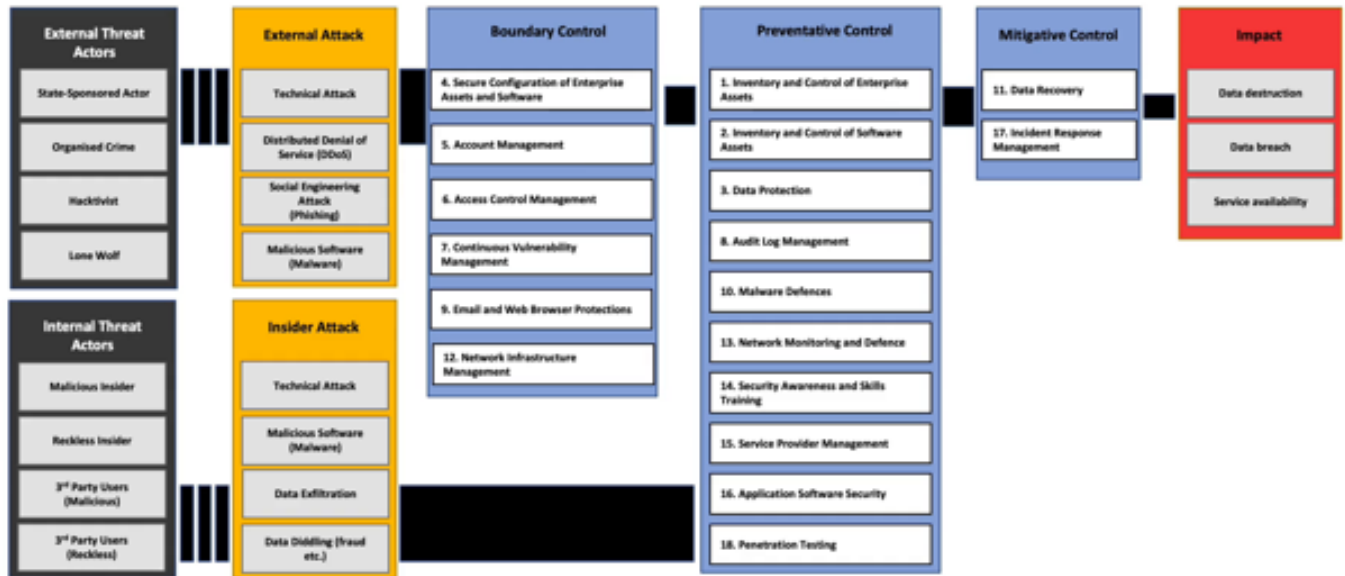 External Threat
Actors
State-Sponsored Actor
Organised Crime
Hacktivist
Lone Wolf
External Attack
Technical Attack
Distributed Denial of
Service (DDoS)
Social Engineering
Attack
(Phishing)
Malicious Software
(Malware)
Internal Threat
Actors
Malicious Insider
Reckless Insider
3rd Party Users
(Malicious)
3rd Party Users
(Reckless)
Insider Attack
Technical Attack
Malicious Software
(Malware)
Data Exfiltration
Data Diddling (fraud
etc.)
Boundary Control
4. Secure Configuration of Enterprise
Assets and Software
5. Account Management
6. Access Control Management
7. Continuous Vulnerability
Management
9. Email and Web Browser Protections
12. Network Infrastructure
Management
Preventative Control
1. Inventory and Control of Enterprise
Assets
2. Inventory and Control of Software
Assets
3. Data Protection
8. Audit Log Management
10. Malware Defences
13. Network Monitoring and Defence
14. Security Awareness and Skills
Training
15. Service Provider Management
16. Application Software Security
18. Penetration Testing
Mitigative Control
11. Data Recovery
17. Incident Response
Management
Impact
Data destruction
Data breach
Service availability